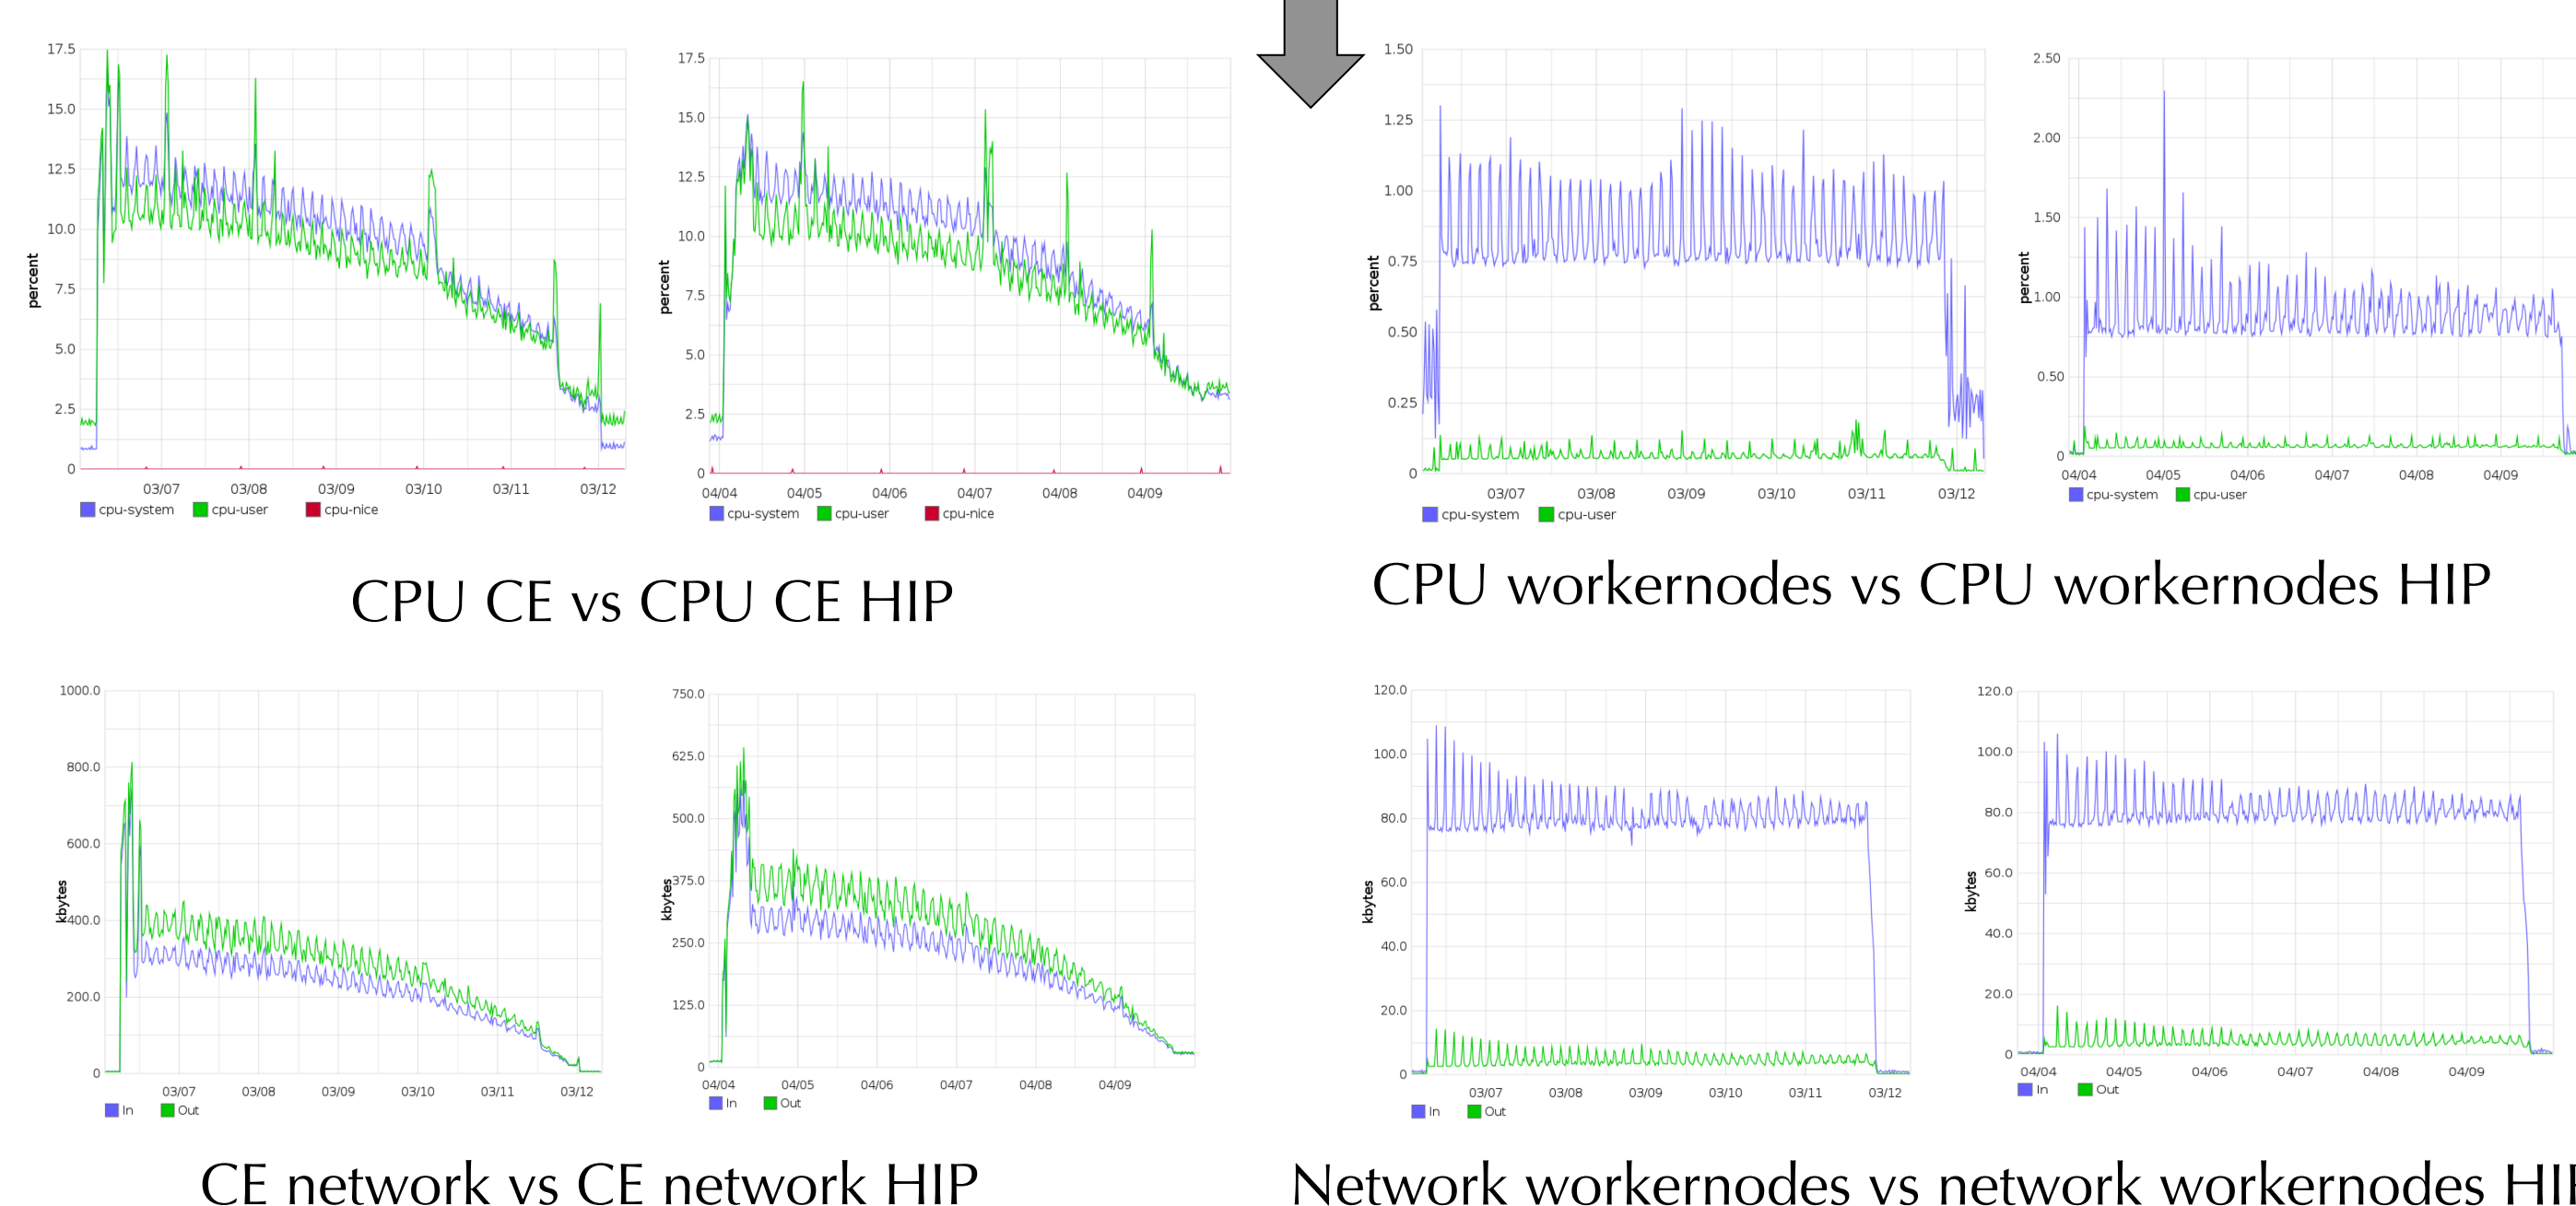 17.5
15.0
12.5
10.0
7.5
5.0
2.5
0
percent
03/07 03/08 03/09 03/10 03/11 03/12
cpu-system cpu-user cpu-nice
17.5
15.0
12.5
10.0
7.5
5.0
2.5
0
percent
04/04 04/05 04/06 04/07 04/08 04/09
cpu-system cpu-user cpu-nice
CPU CE vs CPU CE HIP
1.50
1.25
1.00
0.75
0.50
0.25
0
percent
03/07 03/08 03/09 03/10 03/11 03/12
cpu-system cpu-user
2.50
2.00
1.50
1.00
0.50
0
percent
04/04 04/05 04/06 04/07 04/08 04/09
cpu-system cpu-user
CPU workernodes vs CPU workernodes HIP
1000.0
800.0
600.0
400.0
200.0
0
kbytes
03/07 03/08 03/09 03/10 03/11 03/12
In Out
750.0
625.0
500.0
375.0
250.0
125.0
0
kbytes
04/04 04/05 04/06 04/07 04/08 04/09
In Out
CE network vs CE network HIP
120.0
100.0
80.0
60.0
40.0
20.0
0
kbytes
03/07 03/08 03/09 03/10 03/11 03/12
In Out
120.0
100.0
80.0
60.0
40.0
20.0
0
kbytes
04/04 04/05 04/06 04/07 04/08 04/09
In Out
Network workernodes vs network workernodes HIP